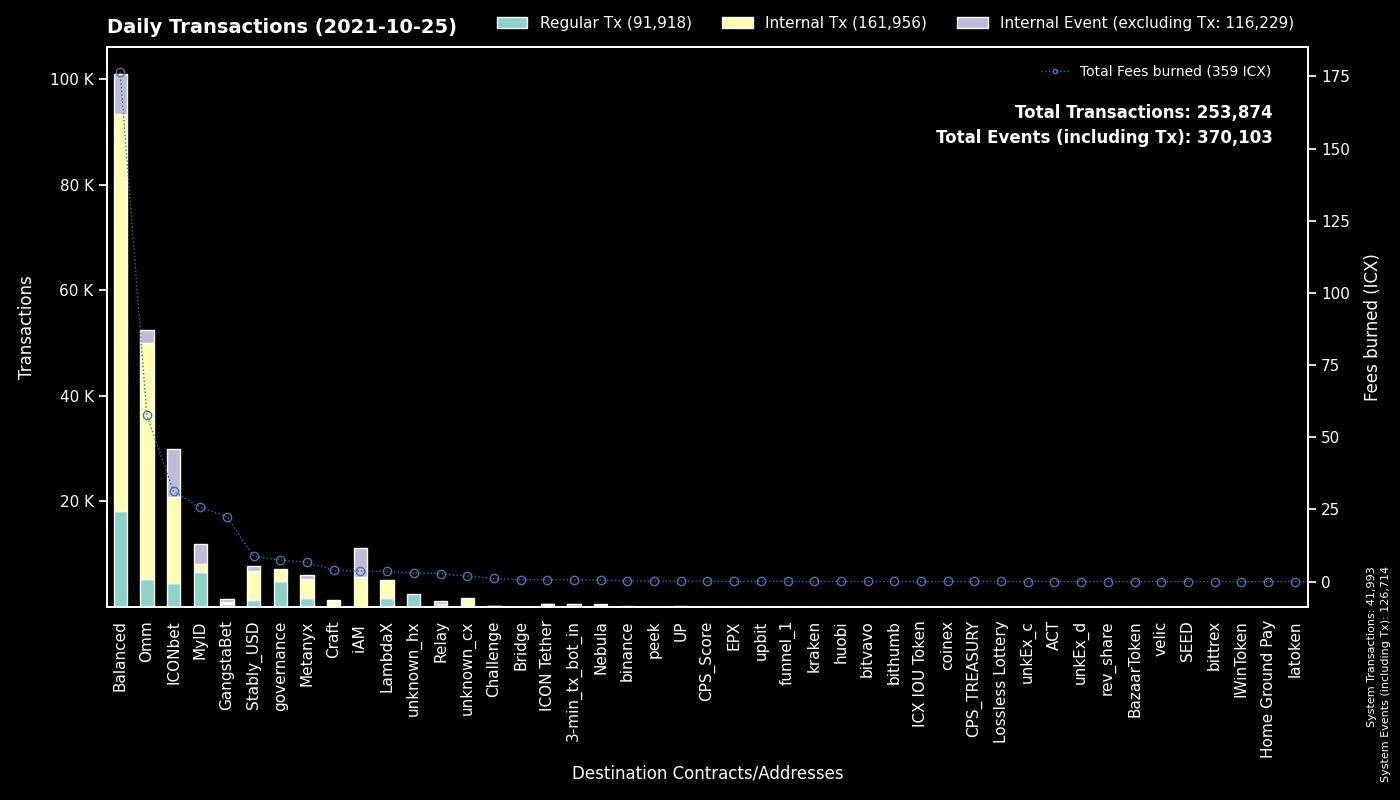 Daily Transactions (2021-10-25)
Regular Tx (91,918)
Internal Tx (161,956)
Internal Event (excluding Tx: 116,229)
Total Fees burned (359 ICX)
Total Transactions: 253,874
Total Events (including Tx): 370,103
Transactions
100 K
80 K
60 K
40 K
20 K
175
150
125
100
75
50
25
0
Fees burned (ICX)
Balanced
Omm
ICONbet
MyID
GangstaBet
Stably_USD
governance
Metanyx
Craft
iAM
LambdaX
unknown_hx
Relay
unknown_cx
Challenge
Bridge
ICON Tether
3-min_tx_bot_in
Nebula
binance
peek
UP
CPS_Score
EPX
upbit
funnel_1
kraken
huobi
bitvavo
bithumb
ICX IOU Token
coinex
CPS_TREASURY
Lossless Lottery
unkEx_c
ACT
unkEx_d
rev_share
BazaarToken
velic
SEED
bittrex
IWinToken
Home Ground Pay
latoken
Destination Contracts/Addresses
System Transactions: 41,993
System Events (including Tx): 126,714